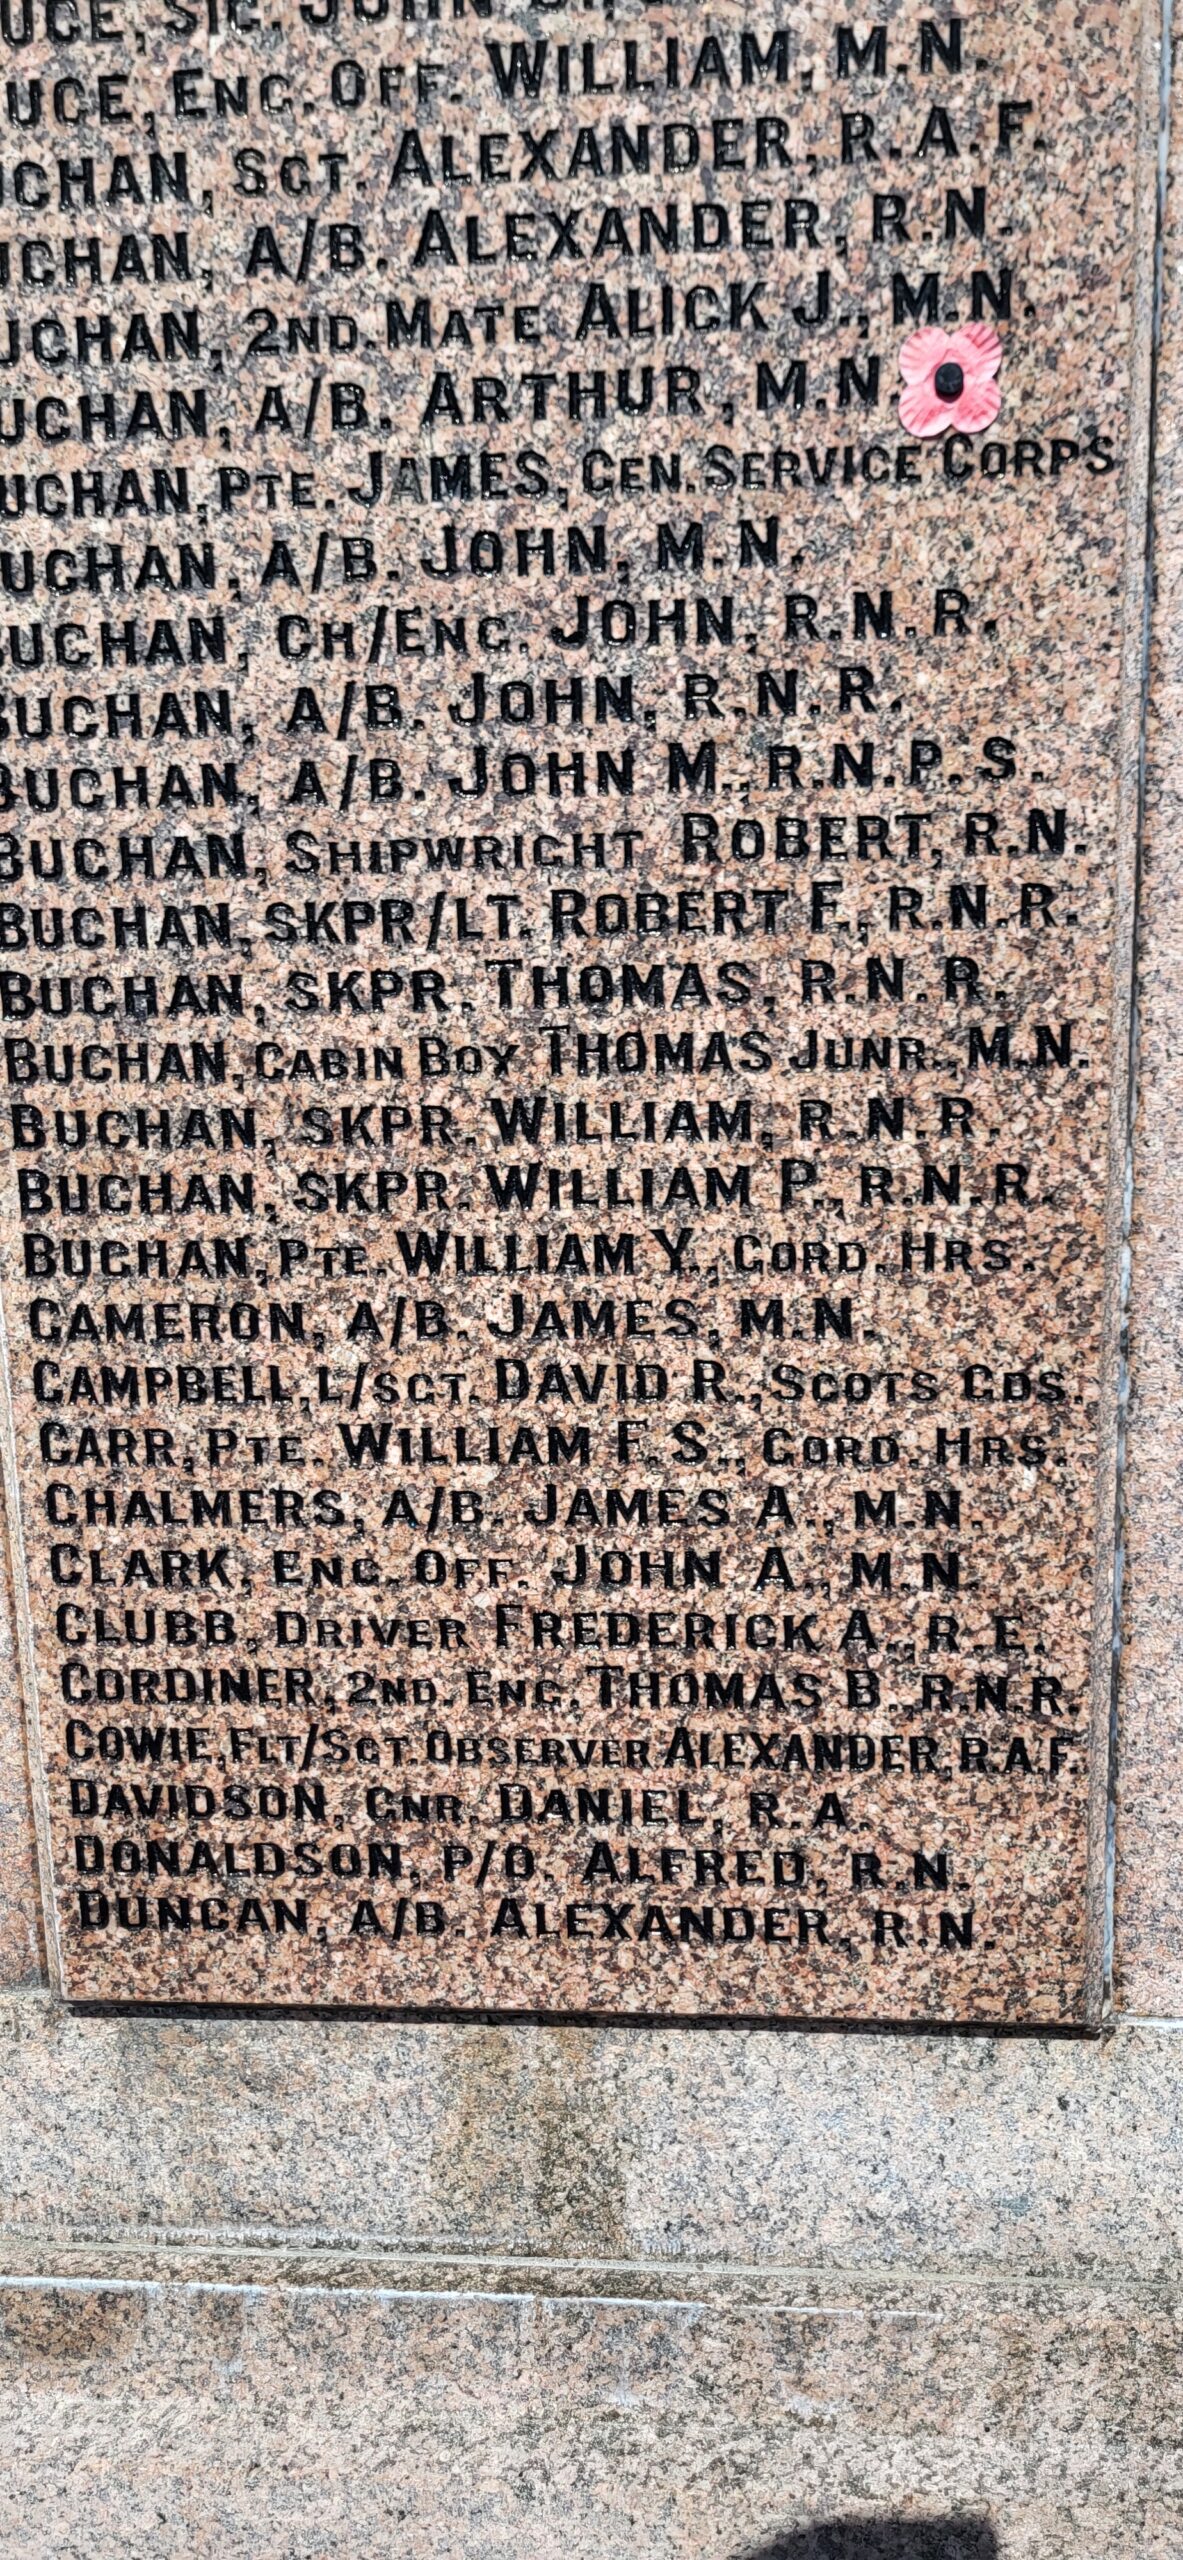 UCE, SIG. JOHN
UCE, ENG. OFF. WILLIAM, M.N.
UCHAN, SGT. ALEXANDER, R.A.F.
UCHAN, A/B. ALEXANDER, R.N.
UCHAN, 2ND. MATE ALICK J., M.N.
UCHAN, A/B. ARTHUR, M.N.
UCHAN, PTE. JAMES, GEN. SERVICE CORPS
UCHAN, A/B. JOHN, M.N.
BUCHAN, CH/ENG. JOHN, R.N.R.
BUCHAN, A/B. JOHN, R.N.R.
BUCHAN, A/B. JOHN M., R.N.P.S.
BUCHAN, SHIPWRIGHT ROBERT, R.N.
BUCHAN, SKPR/LT. ROBERT F., R.N.R.
BUCHAN, SKPR. THOMAS, R.N.R.
BUCHAN, CABIN BOY THOMAS JUNR., M.N.
BUCHAN, SKPR. WILLIAM, R.N.R.
BUCHAN, SKPR. WILLIAM P., R.N.R.
BUCHAN, PTE. WILLIAM Y., GORD. HRS.
CAMERON, A/B. JAMES, M.N.
CAMPBELL, L/SGT. DAVID R., SCOTS GDS.
CARR, PTE. WILLIAM F.S., GORD. HRS.
CHALMERS, A/B. JAMES A., M.N.
CLARK, ENG. OFF. JOHN A., M.N.
CLUBB, DRIVER FREDERICK A., R.E.
CORDINER, 2ND. ENG. THOMAS B., R.N.R.
COWIE, FLT/SGT. OBSERVER ALEXANDER, R.A.F.
DAVIDSON, GNR. DANIEL, R.A.
DONALDSON, P/O. ALFRED, R.N.
DUNCAN, A/B. ALEXANDER, R.N.